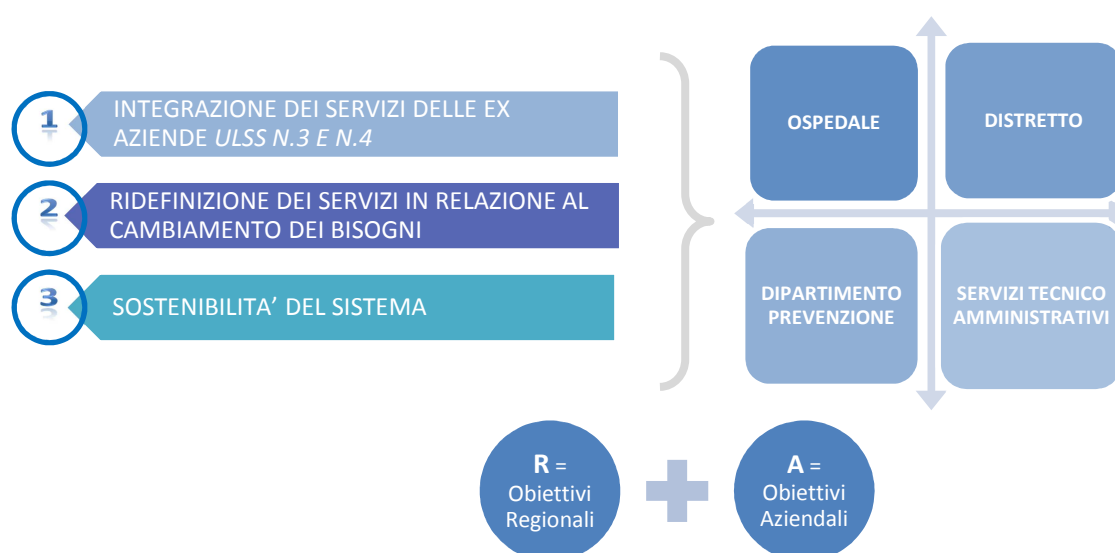 1
INTEGRAZIONE DEI SERVIZI DELLE EX
AZIENDE ULSS N.3 E N.4
2
RIDEFINIZIONE DEI SERVIZI IN RELAZIONE AL
CAMBIAMENTO DEI BISOGNI
3
SOSTENIBILITA’ DEL SISTEMA
OSPEDALE
DISTRETTO
DIPARTIMENTO
PREVENZIONE
SERVIZI TECNICO
AMMINISTRATIVI
R =
Obiettivi
Regionali
A =
Obiettivi
Aziendali